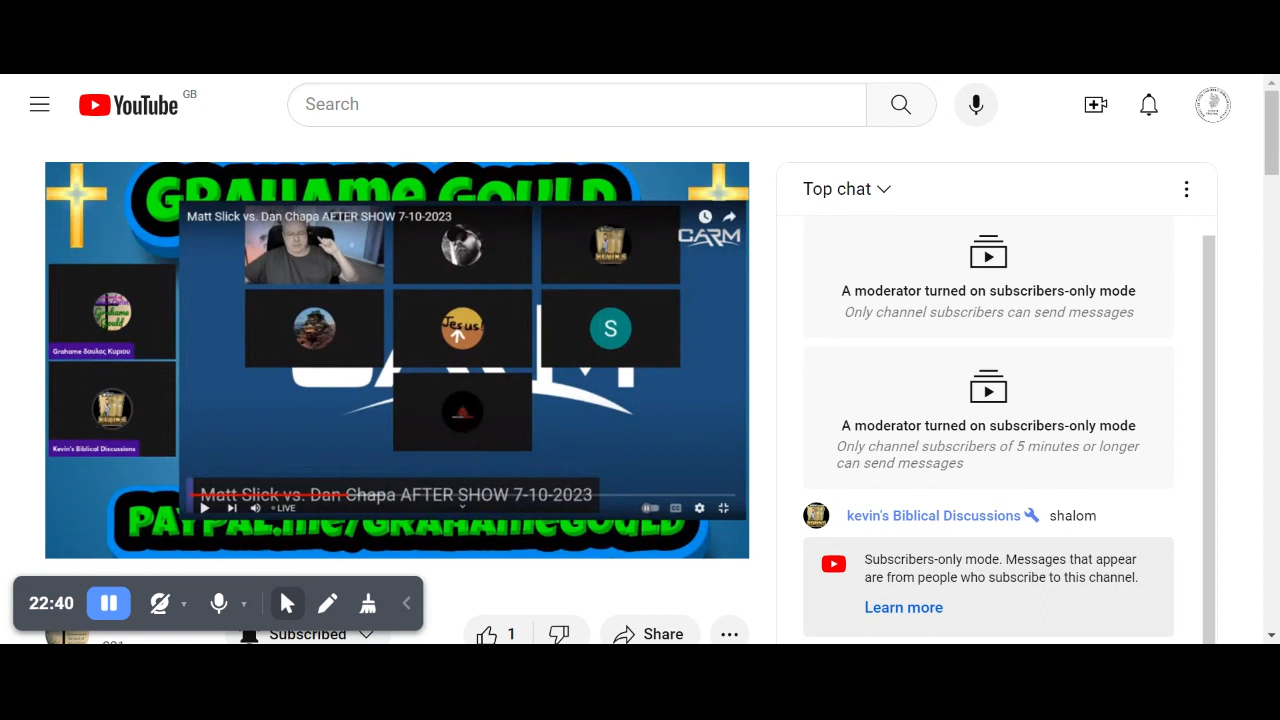 YouTube
GB
Search
GRAHAME GOULD
Matt Slick vs. Dan Chapa AFTER SHOW 7-10-2023
CARM
Jesus!
S
Grahame δουλος Κυριου
Kevin's Biblical Discussions
Matt Slick vs. Dan Chapa AFTER SHOW 7-10-2023
LIVE
PAYPAL.me/GRAHAMEGOULD
Top chat
A moderator turned on subscribers-only mode
Only channel subscribers can send messages
A moderator turned on subscribers-only mode
Only channel subscribers of 5 minutes or longer
can send messages
kevin's Biblical Discussions shalom
Subscribers-only mode. Messages that appear
are from people who subscribe to this channel.
Learn more
22:40
Subscribed
1
Share